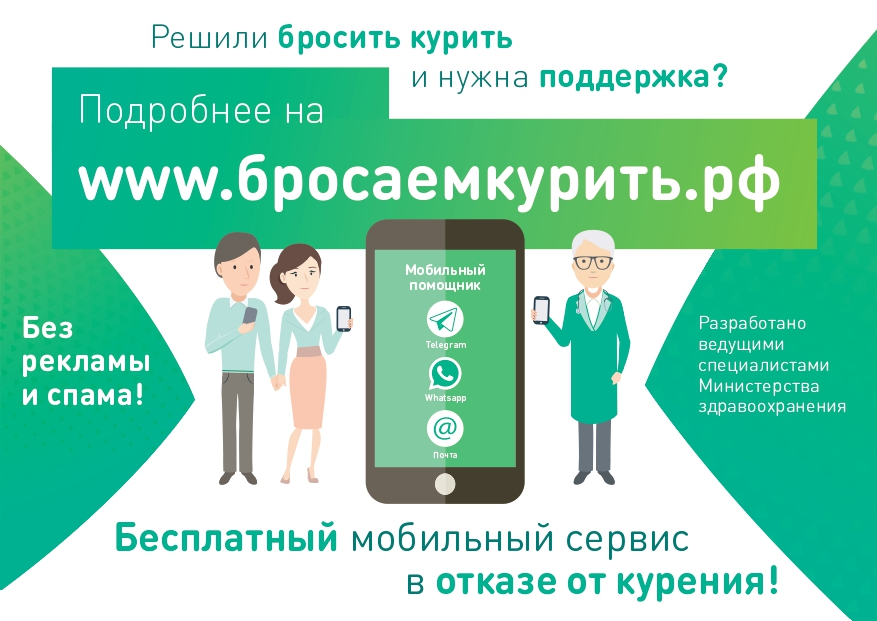 Решили бросить курить
и нужна поддержка?
Подробнее на
www.бросаемкурить.рф
Без
рекламы
и спама!
Мобильный
помощник
Telegram
Whatsapp
@
Почта
Разработано
ведущими
специалистами
Министерства
здравоохранения
Бесплатный мобильный сервис
в отказе от курения!